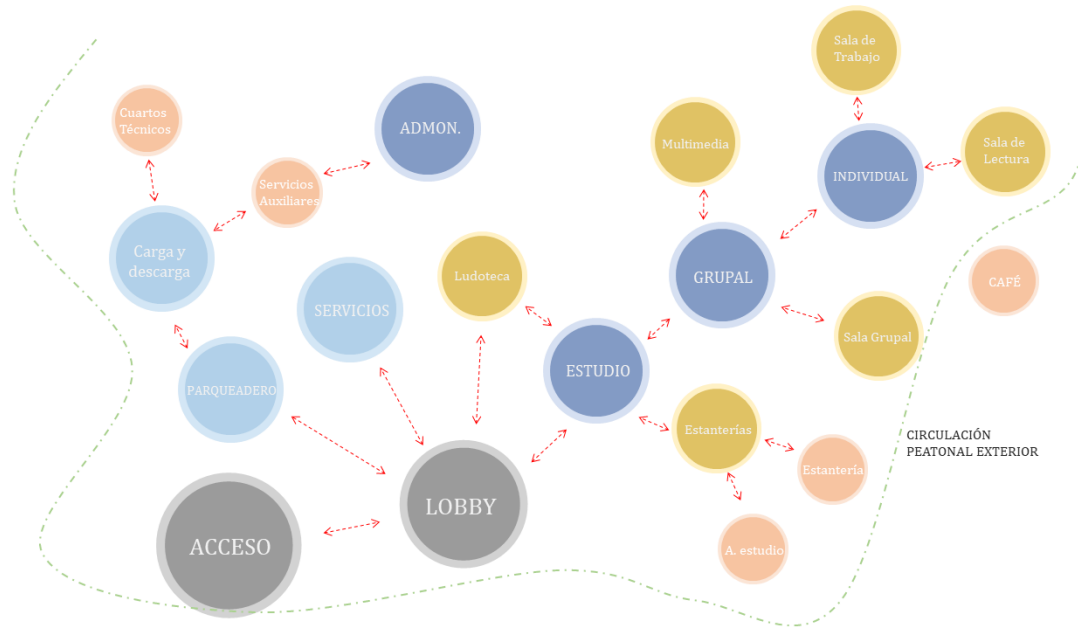 Sala de
Trabajo
Cuartos
Técnicos
ADMON.
Multimedia
Sala de
Lectura
INDIVIDUAL
Servicios
Auxiliares
Carga y
descarga
Ludoteca
GRUPAL
CAFÉ
SERVICIOS
Sala Grupal
ESTUDIO
PARQUEADERO
Estanterías
CIRCULACIÓN
PEATONAL EXTERIOR
Estantería
LOBBY
ACCESO
A. estudio